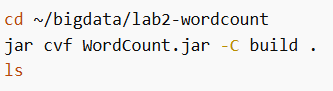 cd ~/bigdata/lab2-wordcount
jar cvf WordCount.jar -C build .
ls